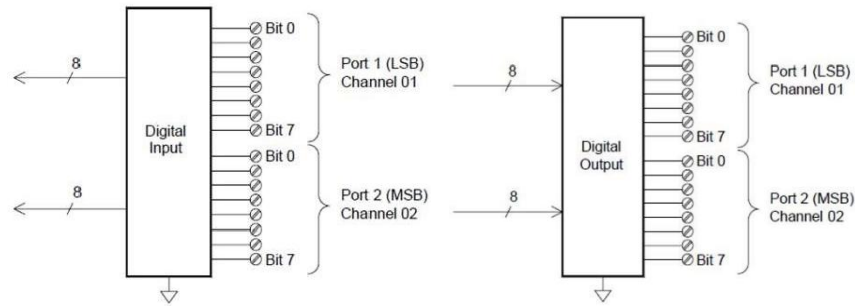 8
8
Digital
Input
Bit 0
Bit 7
Bit 0
Bit 7
Port 1 (LSB)
Channel 01
Port 2 (MSB)
Channel 02
8
8
Digital
Output
Bit 0
Bit 7
Bit 0
Bit 7
Port 1 (LSB)
Channel 01
Port 2 (MSB)
Channel 02